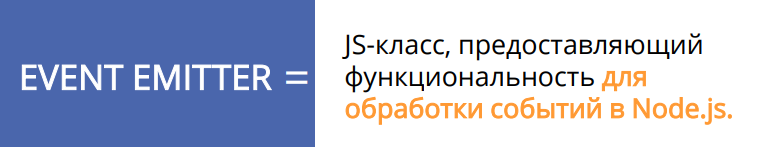 EVENT EMITTER =
JS-класс, предоставляющий
функциональность для
обработки событий в Node.js.